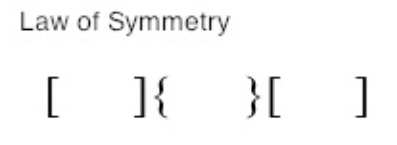 Law of Symmetry
[ ]{ }[ ]